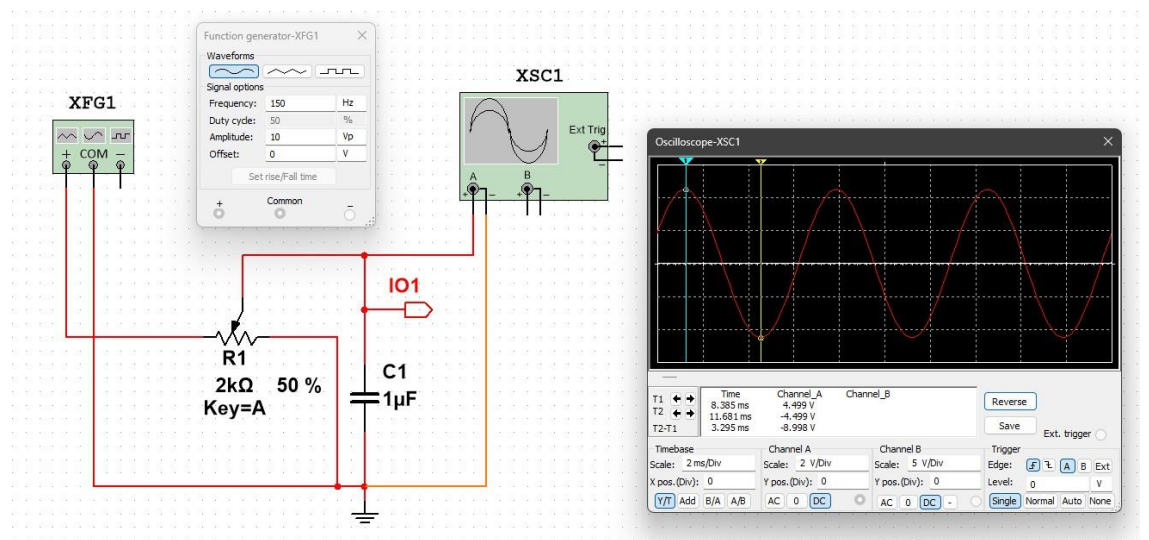 Function generator-XFG1
Waveforms
Signal options
Frequency: 150 Hz
Duty cycle: 50 %
Amplitude: 10 Vp
Offset: 0 V
Set rise/Fall time
+ Common −
XFG1
+ COM −
XSC1
Ext Trig
+
−
A B
+ − + −
IO1
R1
2kΩ 50 %
Key=A
C1
1µF
Oscilloscope-XSC1
1 2
Time Channel_A Channel_B
T1 8.385 ms 4.499 V
T2 11.681 ms -4.499 V
T2-T1 3.295 ms -8.998 V
Reverse
Save
Ext. trigger
Timebase
Scale: 2 ms/Div
X pos.(Div): 0
Y/T Add B/A A/B
Channel A
Scale: 2 V/Div
Y pos.(Div): 0
AC 0 DC
Channel B
Scale: 5 V/Div
Y pos.(Div): 0
AC 0 DC -
Trigger
Edge: A B Ext
Level: 0 V
Single Normal Auto None